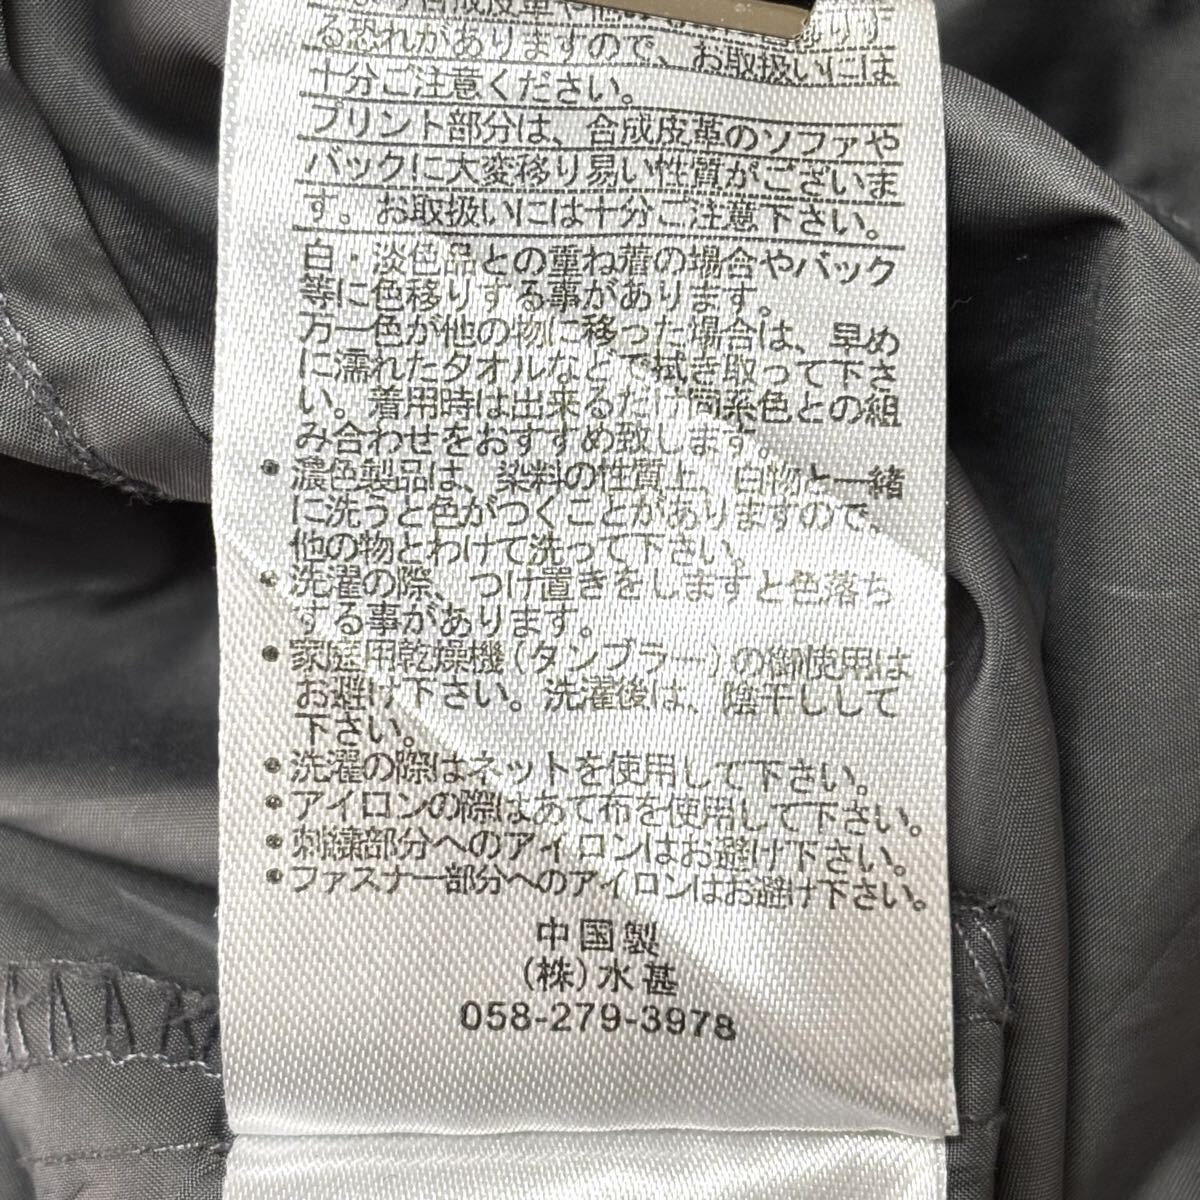 合成皮革や他の
る恐れがありますので、お取扱いには
十分ご注意ください。
プリント部分は、合成皮革のソファや
バックに大変移り易い性質がございま
す。お取扱いには十分ご注意下さい。
白・淡色品との重ね着の場合やバック
等に色移りする事があります。
万一色が他の物に移った場合は、早め
に濡れたタオルなどで拭き取って下さ
い。着用時は出来るだけ同系色との組
み合わせをおすすめ致します。
・濃色製品は、染料の性質上、白物と一緒
に洗うと色がつくことがありますので、
他の物とわけて洗って下さい。
・洗濯の際、つけ置きをしますと色落ち
する事があります。
・家庭用乾燥機(タンブラー)の御使用は
お避け下さい。洗濯後は、陰干しして
下さい。
・洗濯の際はネットを使用して下さい。
・アイロンの際はあて布を使用して下さい。
・刺繍部分へのアイロンはお避け下さい。
・ファスナー部分へのアイロンはお避け下さい。
中国製
(株)水甚
058-279-3978